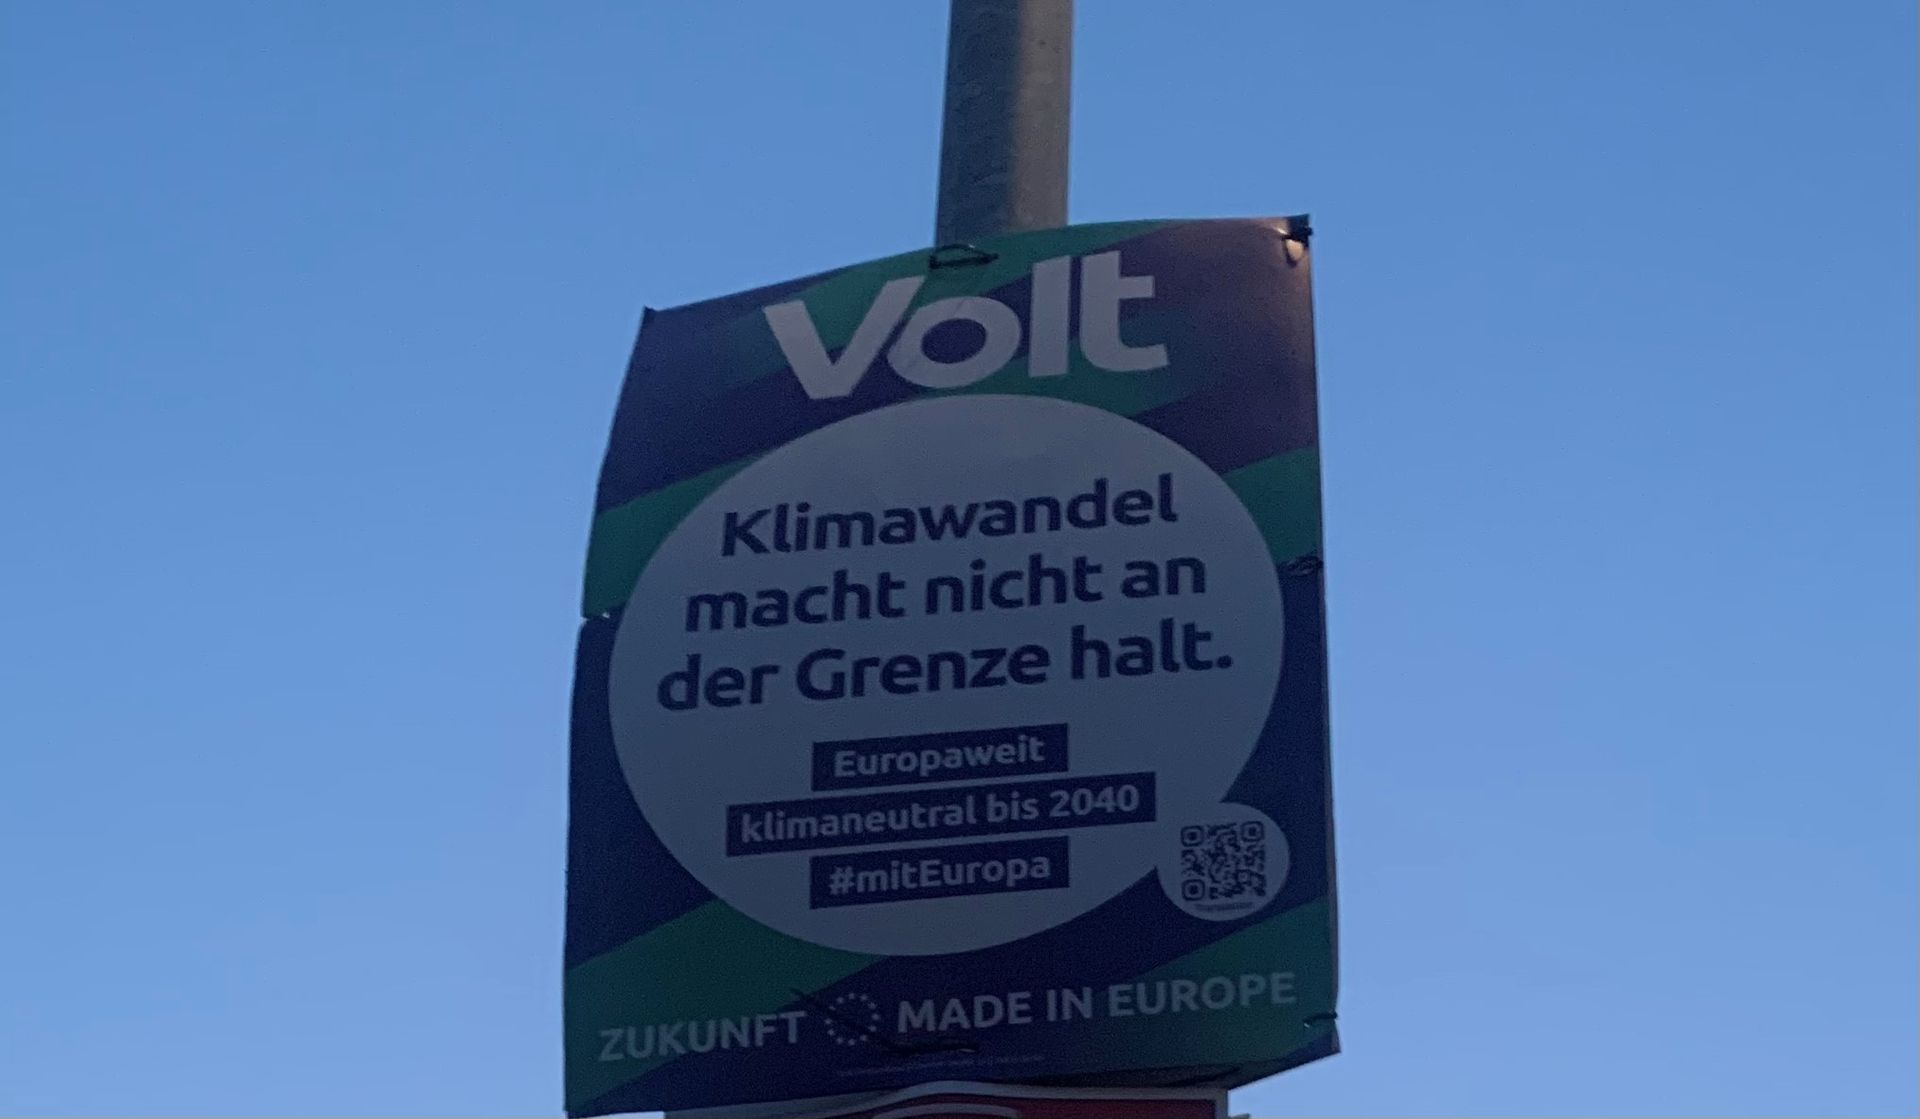 Volt
Klimawandel
macht nicht an
der Grenze halt.
Europaweit
klimaneutral bis 2040
#mitEuropa
ZUKUNFT MADE IN EUROPE